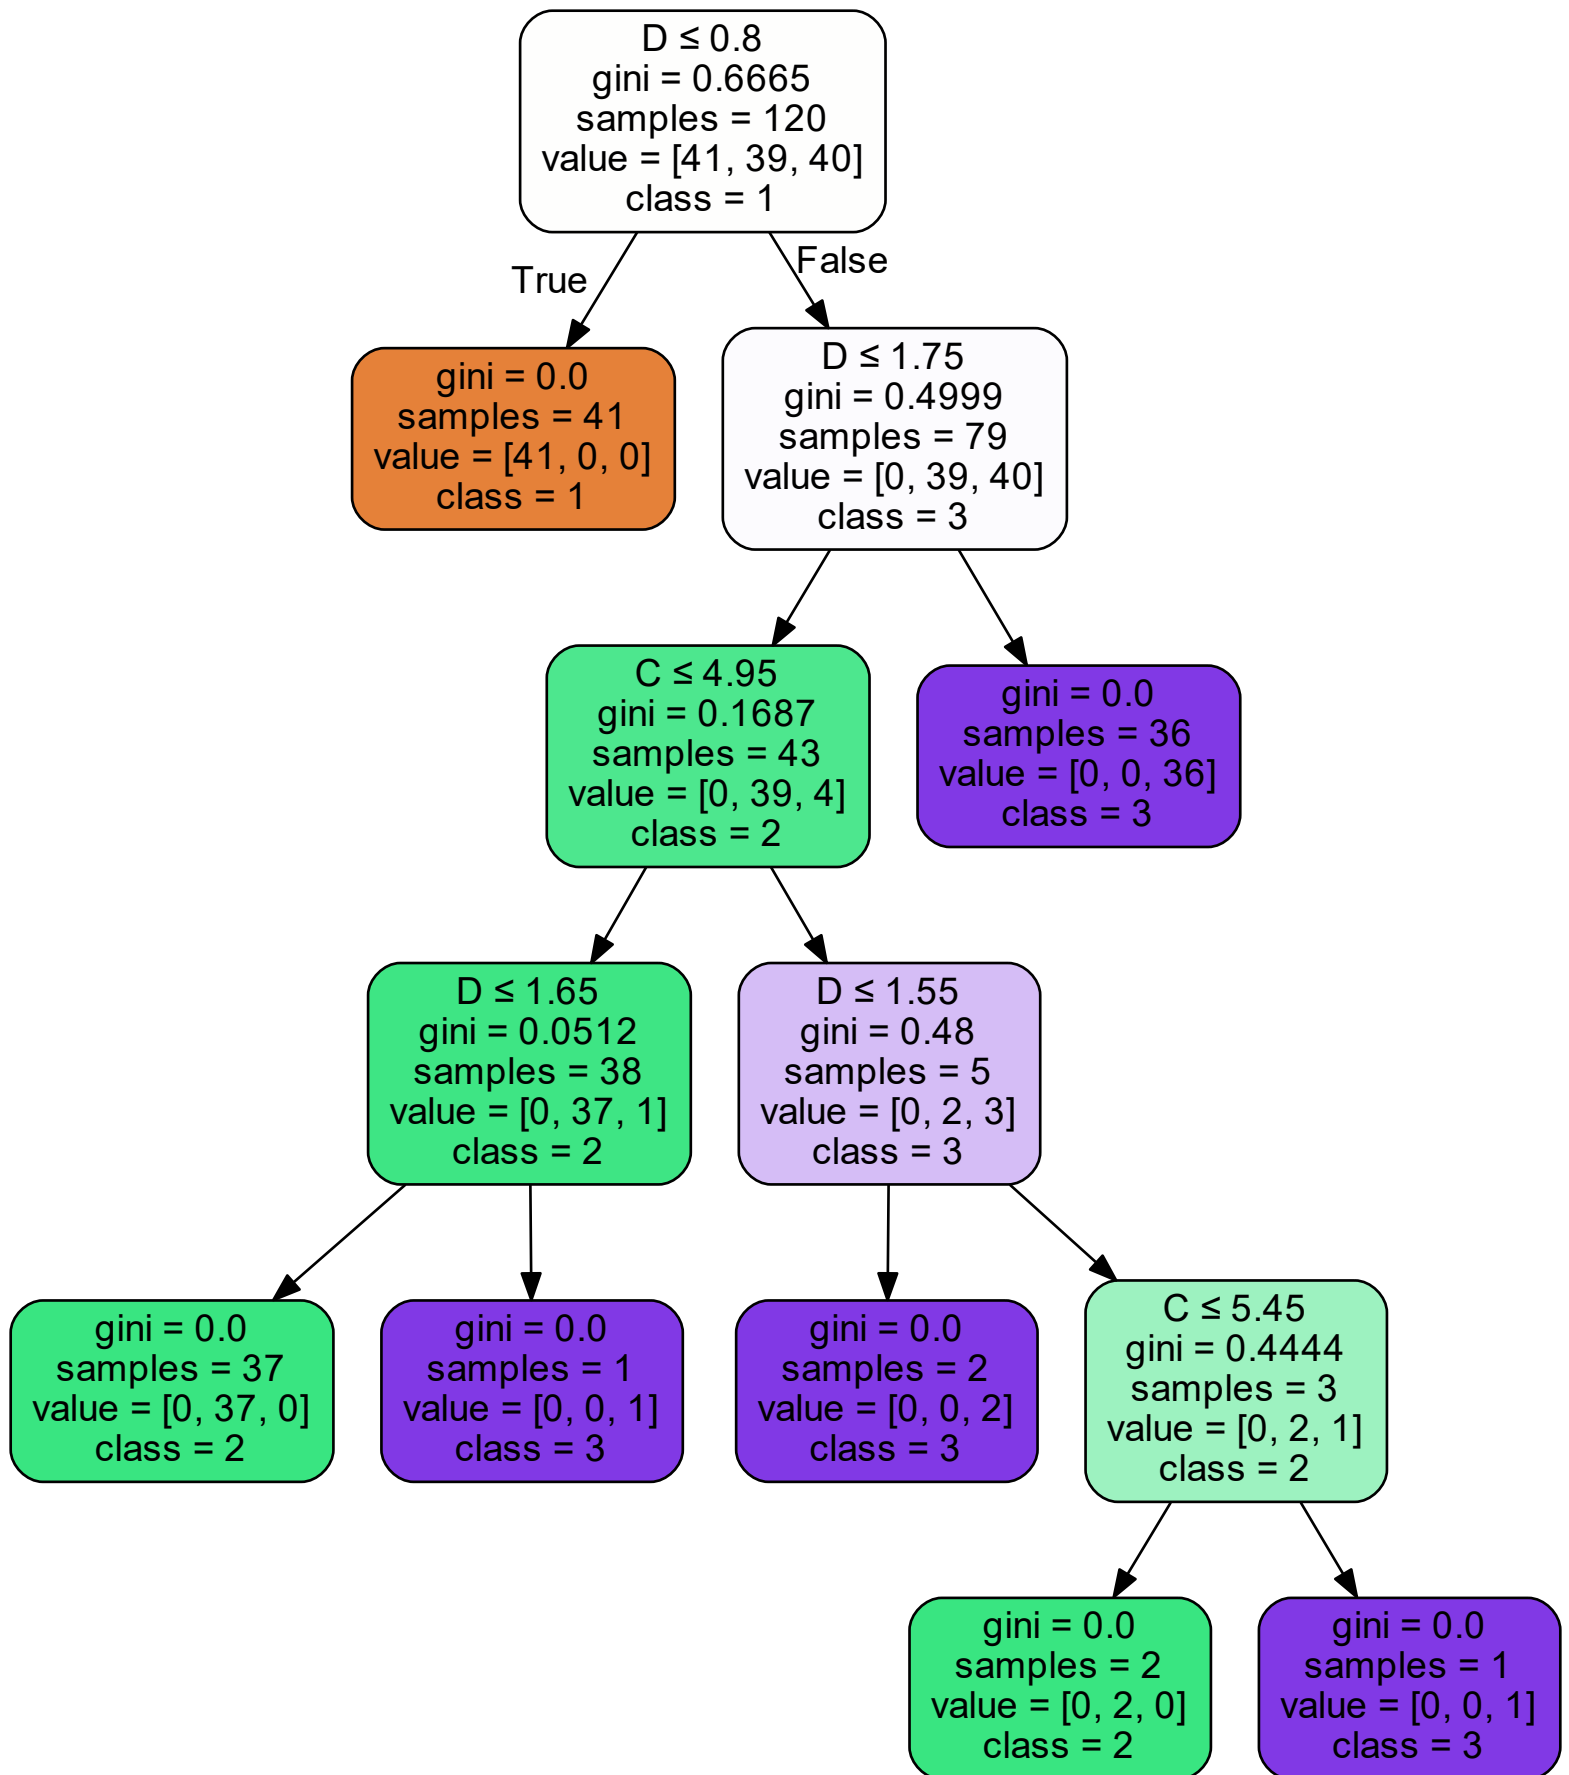 D ≤ 0.8
gini = 0.6665
samples = 120
value = [41, 39, 40]
class = 1
True
False
gini = 0.0
samples = 41
value = [41, 0, 0]
class = 1
D ≤ 1.75
gini = 0.4999
samples = 79
value = [0, 39, 40]
class = 3
C ≤ 4.95
gini = 0.1687
samples = 43
value = [0, 39, 4]
class = 2
gini = 0.0
samples = 36
value = [0, 0, 36]
class = 3
D ≤ 1.65
gini = 0.0512
samples = 38
value = [0, 37, 1]
class = 2
D ≤ 1.55
gini = 0.48
samples = 5
value = [0, 2, 3]
class = 3
gini = 0.0
samples = 37
value = [0, 37, 0]
class = 2
gini = 0.0
samples = 1
value = [0, 0, 1]
class = 3
gini = 0.0
samples = 2
value = [0, 0, 2]
class = 3
C ≤ 5.45
gini = 0.4444
samples = 3
value = [0, 2, 1]
class = 2
gini = 0.0
samples = 2
value = [0, 2, 0]
class = 2
gini = 0.0
samples = 1
value = [0, 0, 1]
class = 3